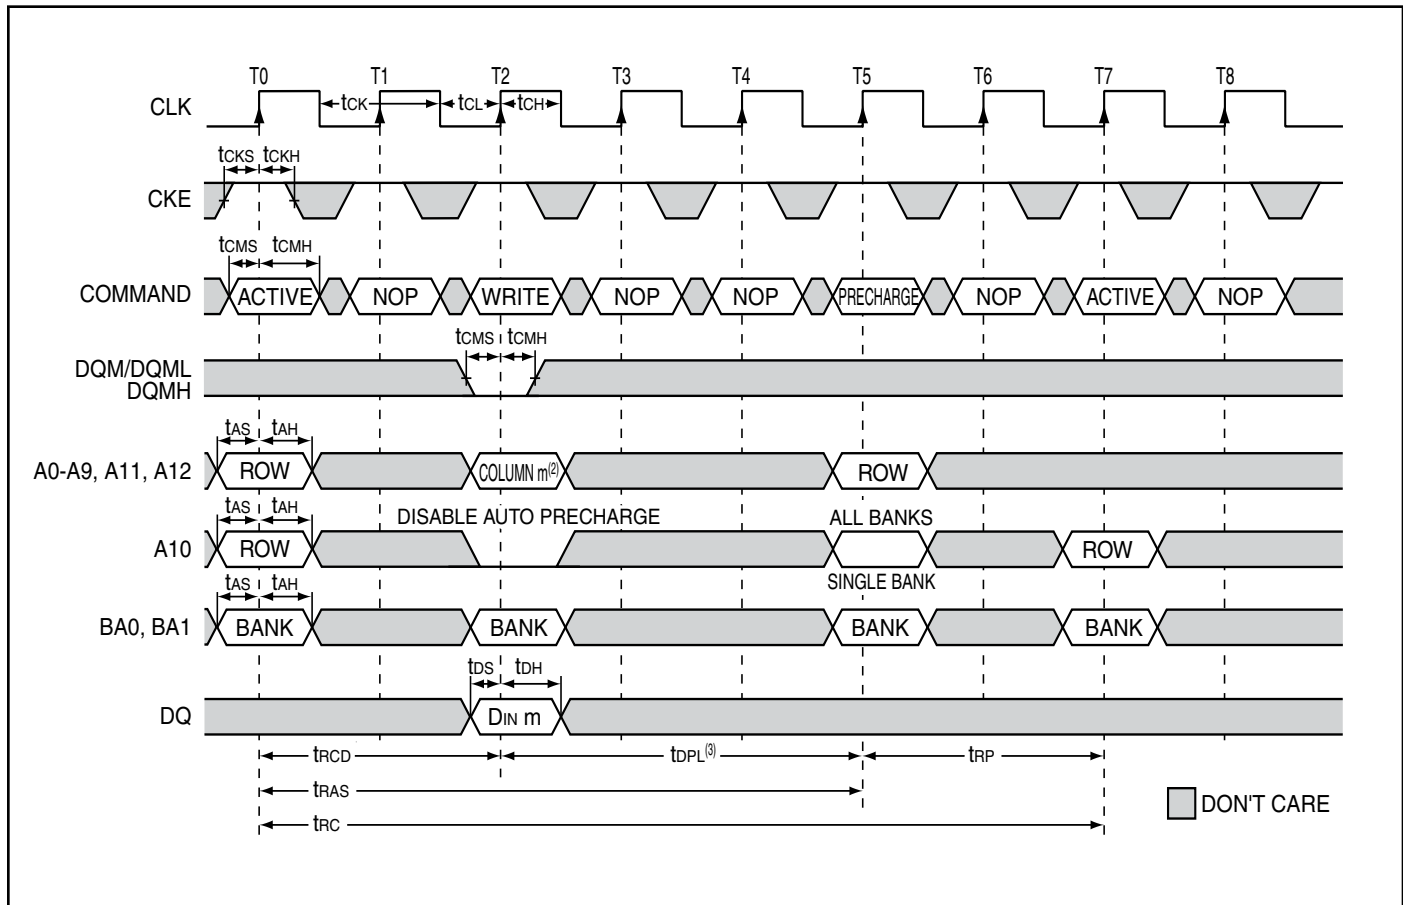 T0 T1 T2 T3 T4 T5 T6 T7 T8
CLK tCK tCL tCH
tCKS tCKH
CKE
tCMS tCMH
COMMAND ACTIVE NOP WRITE NOP NOP PRECHARGE NOP ACTIVE NOP
tCMS tCMH
DQM/DQML
DQMH
tAS tAH
A0-A9, A11, A12 ROW COLUMN m(2) ROW
tAS tAH DISABLE AUTO PRECHARGE ALL BANKS
A10 ROW ROW
tAS tAH SINGLE BANK
BA0, BA1 BANK BANK BANK BANK
tDS tDH
DQ DIN m
tRCD tDPL(3) tRP
tRAS
DON'T CARE
tRC